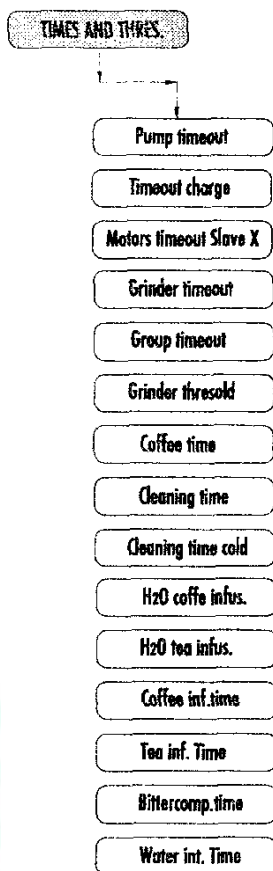 TIMES AND THRES.
Pump timeout
Timeout charge
Motors timeout Slave X
Grinder timeout
Group timeout
Grinder thresold
Coffee time
Cleaning time
Cleaning time cold
H2O coffe infus.
H2O tea infus.
Coffee inf.time
Tea inf. Time
Bittercomp.time
Water int. Time